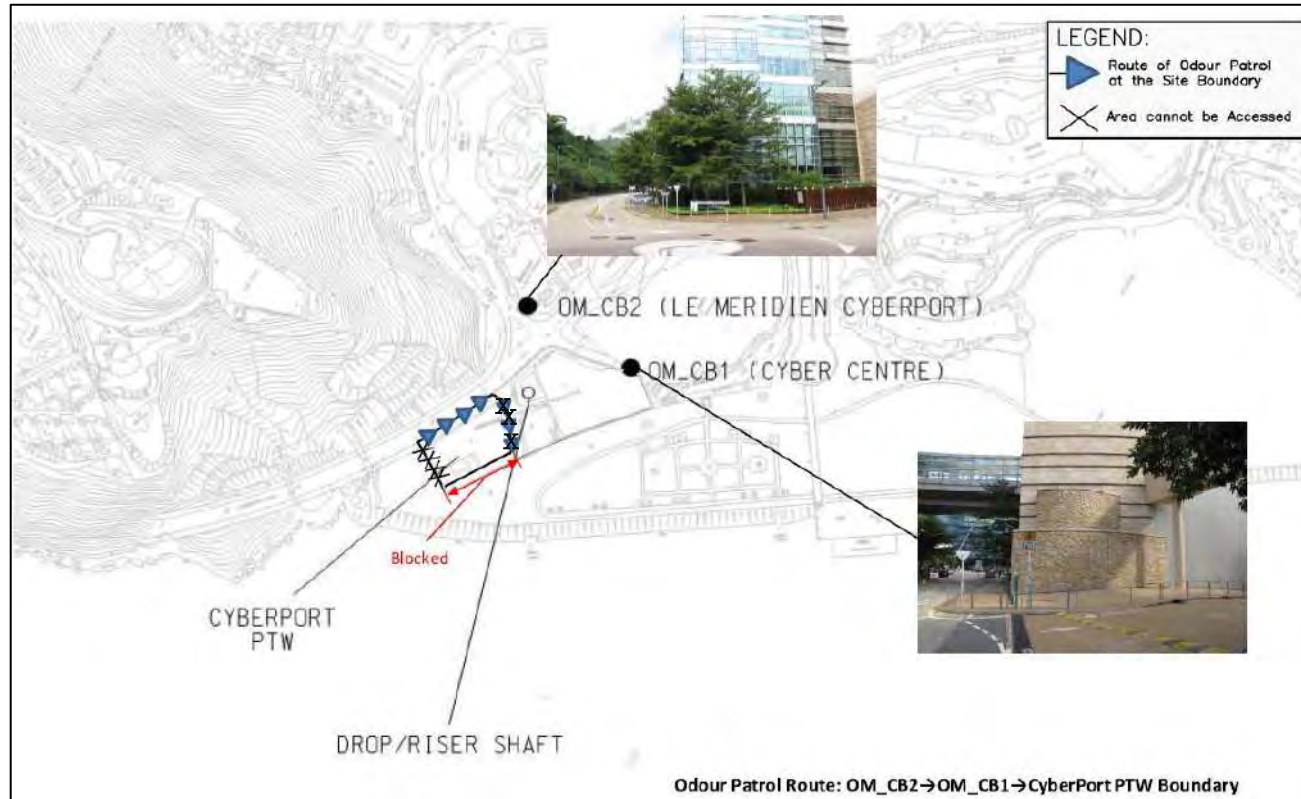 LEGEND:
Route of Odour Patrol
at the Site Boundary
Area cannot be Accessed
OM_CB2 (LE MERIDIEN CYBERPORT)
OM_CB1 (CYBER CENTRE)
Blocked
CYBERPORT
PTW
DROP/RISER SHAFT
Odour Patrol Route: OM_CB2→OM_CB1→CyberPort PTW Boundary